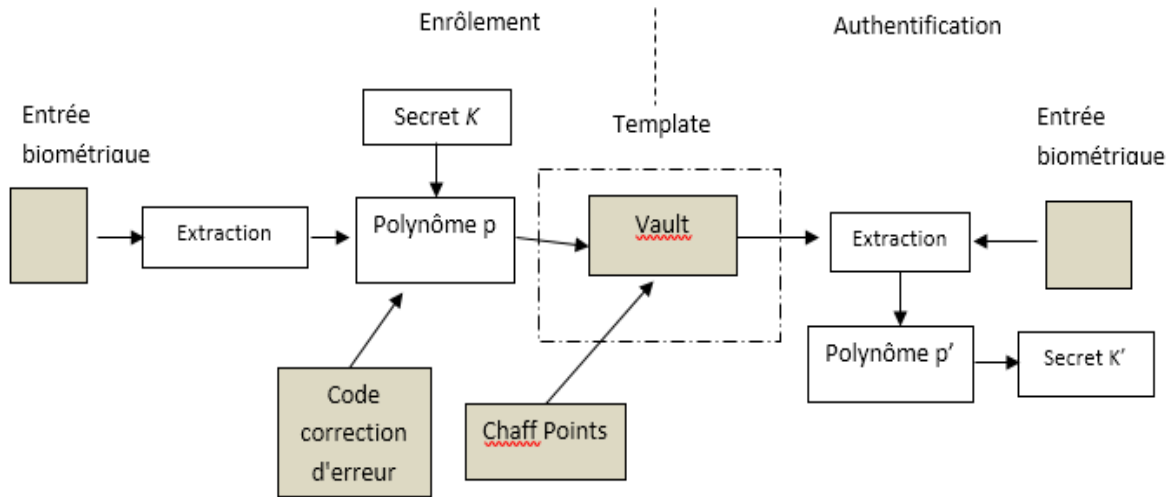 Enrôlement
Authentification
Entrée
biométrique
Secret K
Template
Entrée
biométrique
Extraction
Polynôme p
Vault
Extraction
Polynôme p’
Secret K’
Code
correction
d'erreur
Chaff Points